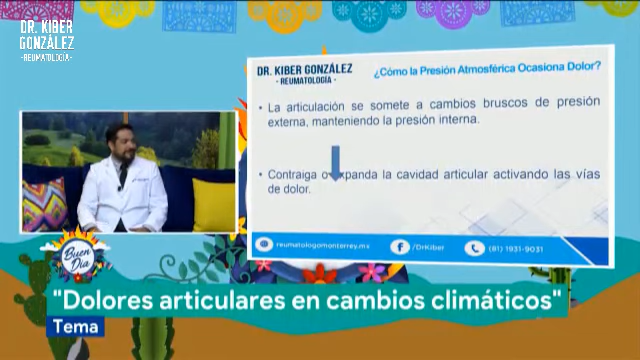 DR. KIBER
GONZÁLEZ
-REUMATOLOGÍA-
DR. KIBER GONZÁLEZ
- REUMATOLOGÍA -
¿Cómo la Presión Atmosférica Ocasiona Dolor?
• La articulación se somete a cambios bruscos de presión
externa, manteniendo la presión interna.
• Contraiga o expanda la cavidad articular activando las vías
de dolor.
reumatologomonterrey.mx
/DrKiber
(81) 1931-9031
Buen
Día
"Dolores articulares en cambios climáticos"
Tema